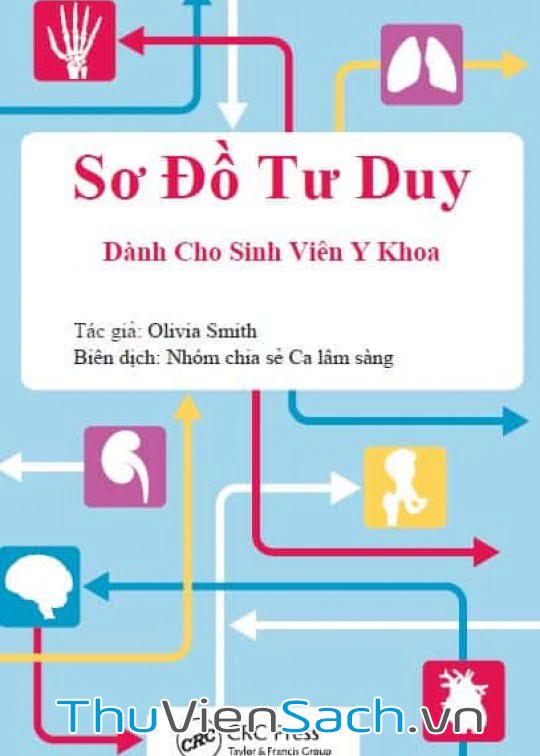 Sơ Đồ Tư Duy
Dành Cho Sinh Viên Y Khoa
Tác giả: Olivia Smith
Biên dịch: Nhóm chia sẻ Ca lâm sàng
ThuVienSach.vn
CRC CRC Press
Taylor & Francis Group